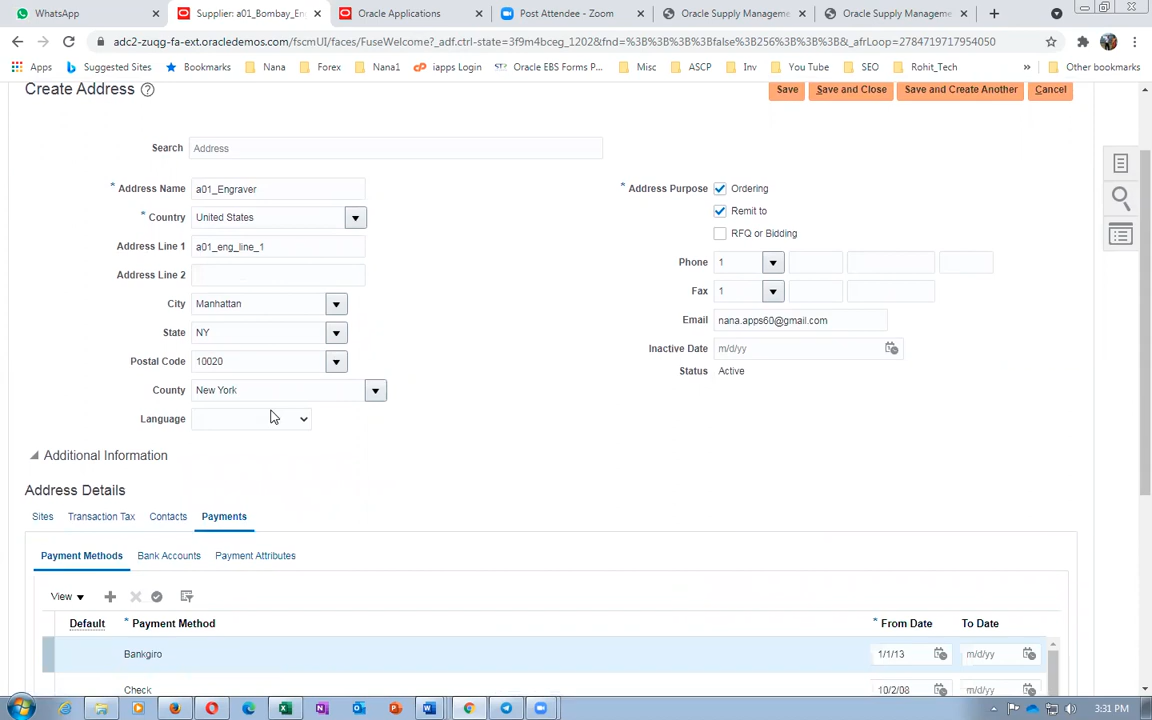 WhatsApp
Supplier: a01_Bombay_En
Oracle Applications
Post Attendee - Zoom
Oracle Supply Manageme
Oracle Supply Manageme
adc2-zuqg-fa-ext.oracledemos.com/fscmUI/faces/FuseWelcome?_adf.ctrl-state=3f9m4bceg_1202&fnd=%3B%3B%3B%3Bfalse%3B256%3B%3B%3B&_afrLoop=2784719717954050
Apps
Suggested Sites
Bookmarks
Nana
Forex
Nana1
iapps Login
Oracle EBS Forms P...
Misc
ASCP
Inv
You Tube
SEO
Rohit_Tech
»
Other bookmarks
Create Address
Save
Save and Close
Save and Create Another
Cancel
Search Address
* Address Name a01_Engraver
* Country United States
Address Line 1 a01_eng_line_1
Address Line 2
City Manhattan
State NY
Postal Code 10020
County New York
Language
* Address Purpose Ordering
Remit to
RFQ or Bidding
Phone 1
Fax 1
Email nana.apps60@gmail.com
Inactive Date m/d/yy
Status Active
Additional Information
Address Details
Sites Transaction Tax Contacts Payments
Payment Methods Bank Accounts Payment Attributes
View
Default * Payment Method * From Date To Date
Bankgiro 1/1/13 m/d/yy
Check 10/2/08 m/d/yy
3:31 PM